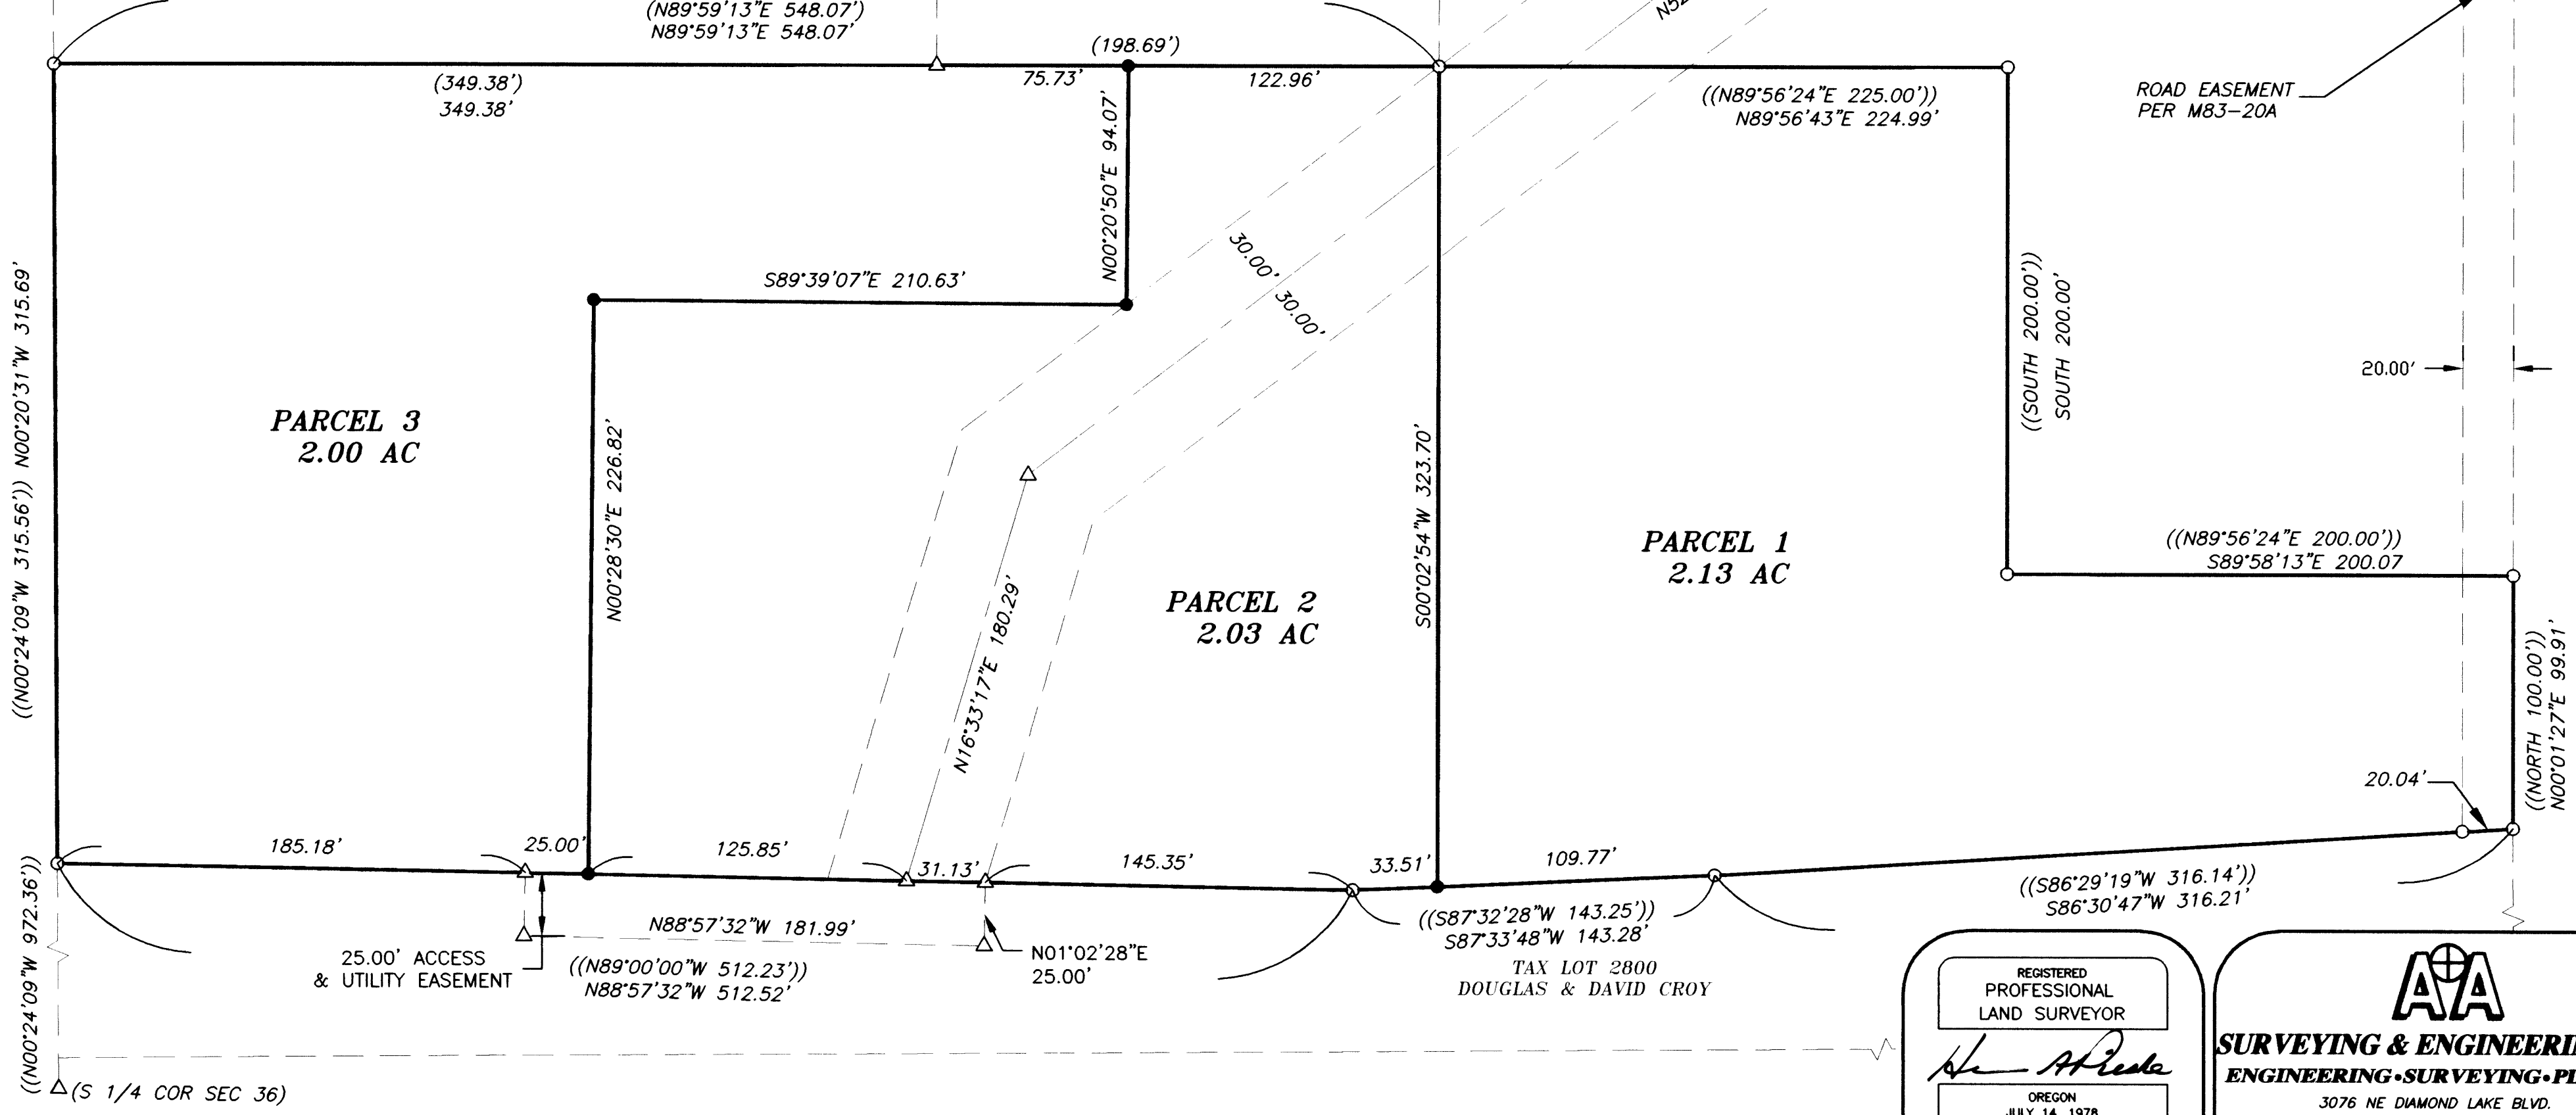 ((N89°59'13"E 548.07')
N89°59'13"E 548.07'
(198.69')
75.73'
122.96'
(349.38')
349.38'
((N89°56'24"E 225.00'))
N89°56'43"E 224.99'
ROAD EASEMENT
PER M83-20A
N00°20'50"E 94.07'
S89°39'07"E 210.63'
30.00'
30.00'
((SOUTH 200.00'))
SOUTH 200.00'
20.00'
((N00°24'09"W 315.56')) N00°20'31"W 315.69'
PARCEL 3
2.00 AC
N00°28'30"E 226.82'
S00°02'54"W 323.70'
PARCEL 1
2.13 AC
((N89°56'24"E 200.00'))
S89°58'13"E 200.07
PARCEL 2
2.03 AC
N16°33'17"E 180.29'
((NORTH 100.00'))
N00°01'27"E 99.91'
20.04'
185.18'
25.00'
125.85'
31.13'
145.35'
33.51'
109.77'
((S86°29'19"W 316.14'))
S86°30'47"W 316.21'
((S87°32'28"W 143.25'))
S87°33'48"W 143.28'
N88°57'32"W 181.99'
N01°02'28"E
25.00'
25.00' ACCESS
& UTILITY EASEMENT
((N89°00'00"W 512.23'))
N88°57'32"W 512.52'
TAX LOT 2800
DOUGLAS & DAVID CROY
((N00°24'09"W 972.36'))
(S 1/4 COR SEC 36)
REGISTERED
PROFESSIONAL
LAND SURVEYOR
OREGON
JULY 14, 1978
AA
SURVEYING & ENGINEERI
ENGINEERING•SURVEYING•PL
3076 NE DIAMOND LAKE BLVD.